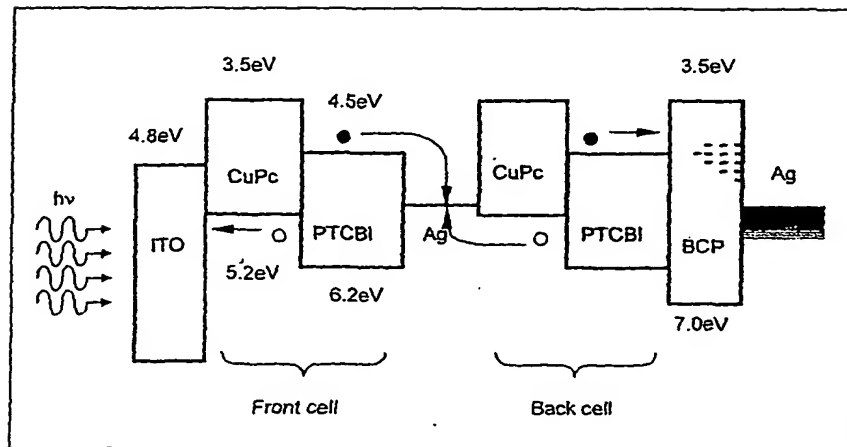 3.5eV
3.5eV
4.5eV
4.8eV
hν
CuPc
CuPc
Ag
ITO
PTCBI
Ag
PTCBI
BCP
5.2eV
6.2eV
7.0eV
Front cell
Back cell